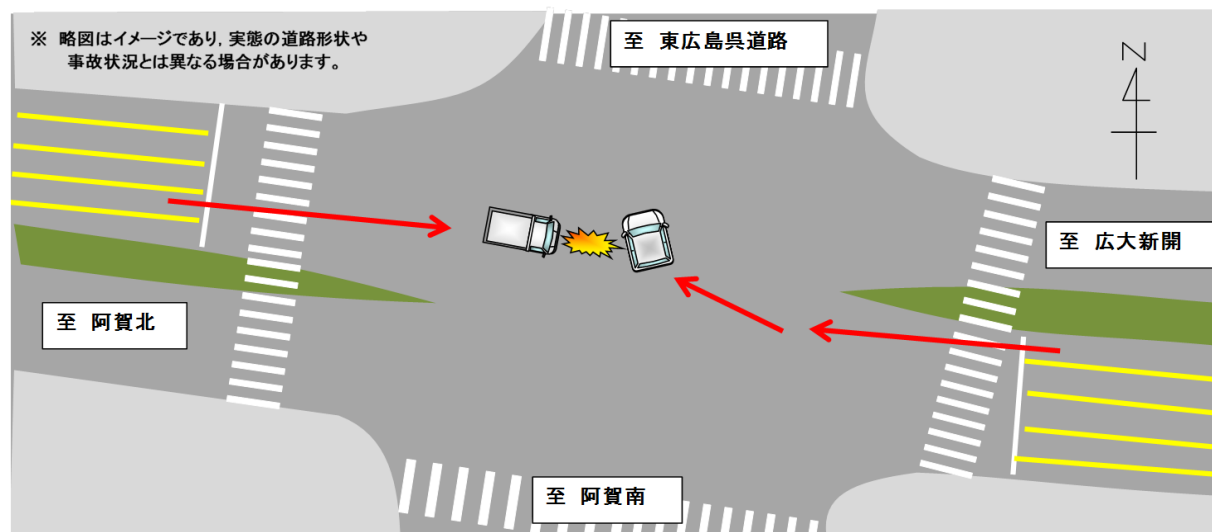 ※ 略図はイメージであり，実態の道路形状や
事故状況とは異なる場合があります。
至 東広島呉道路
N
至 広大新開
至 阿賀北
至 阿賀南